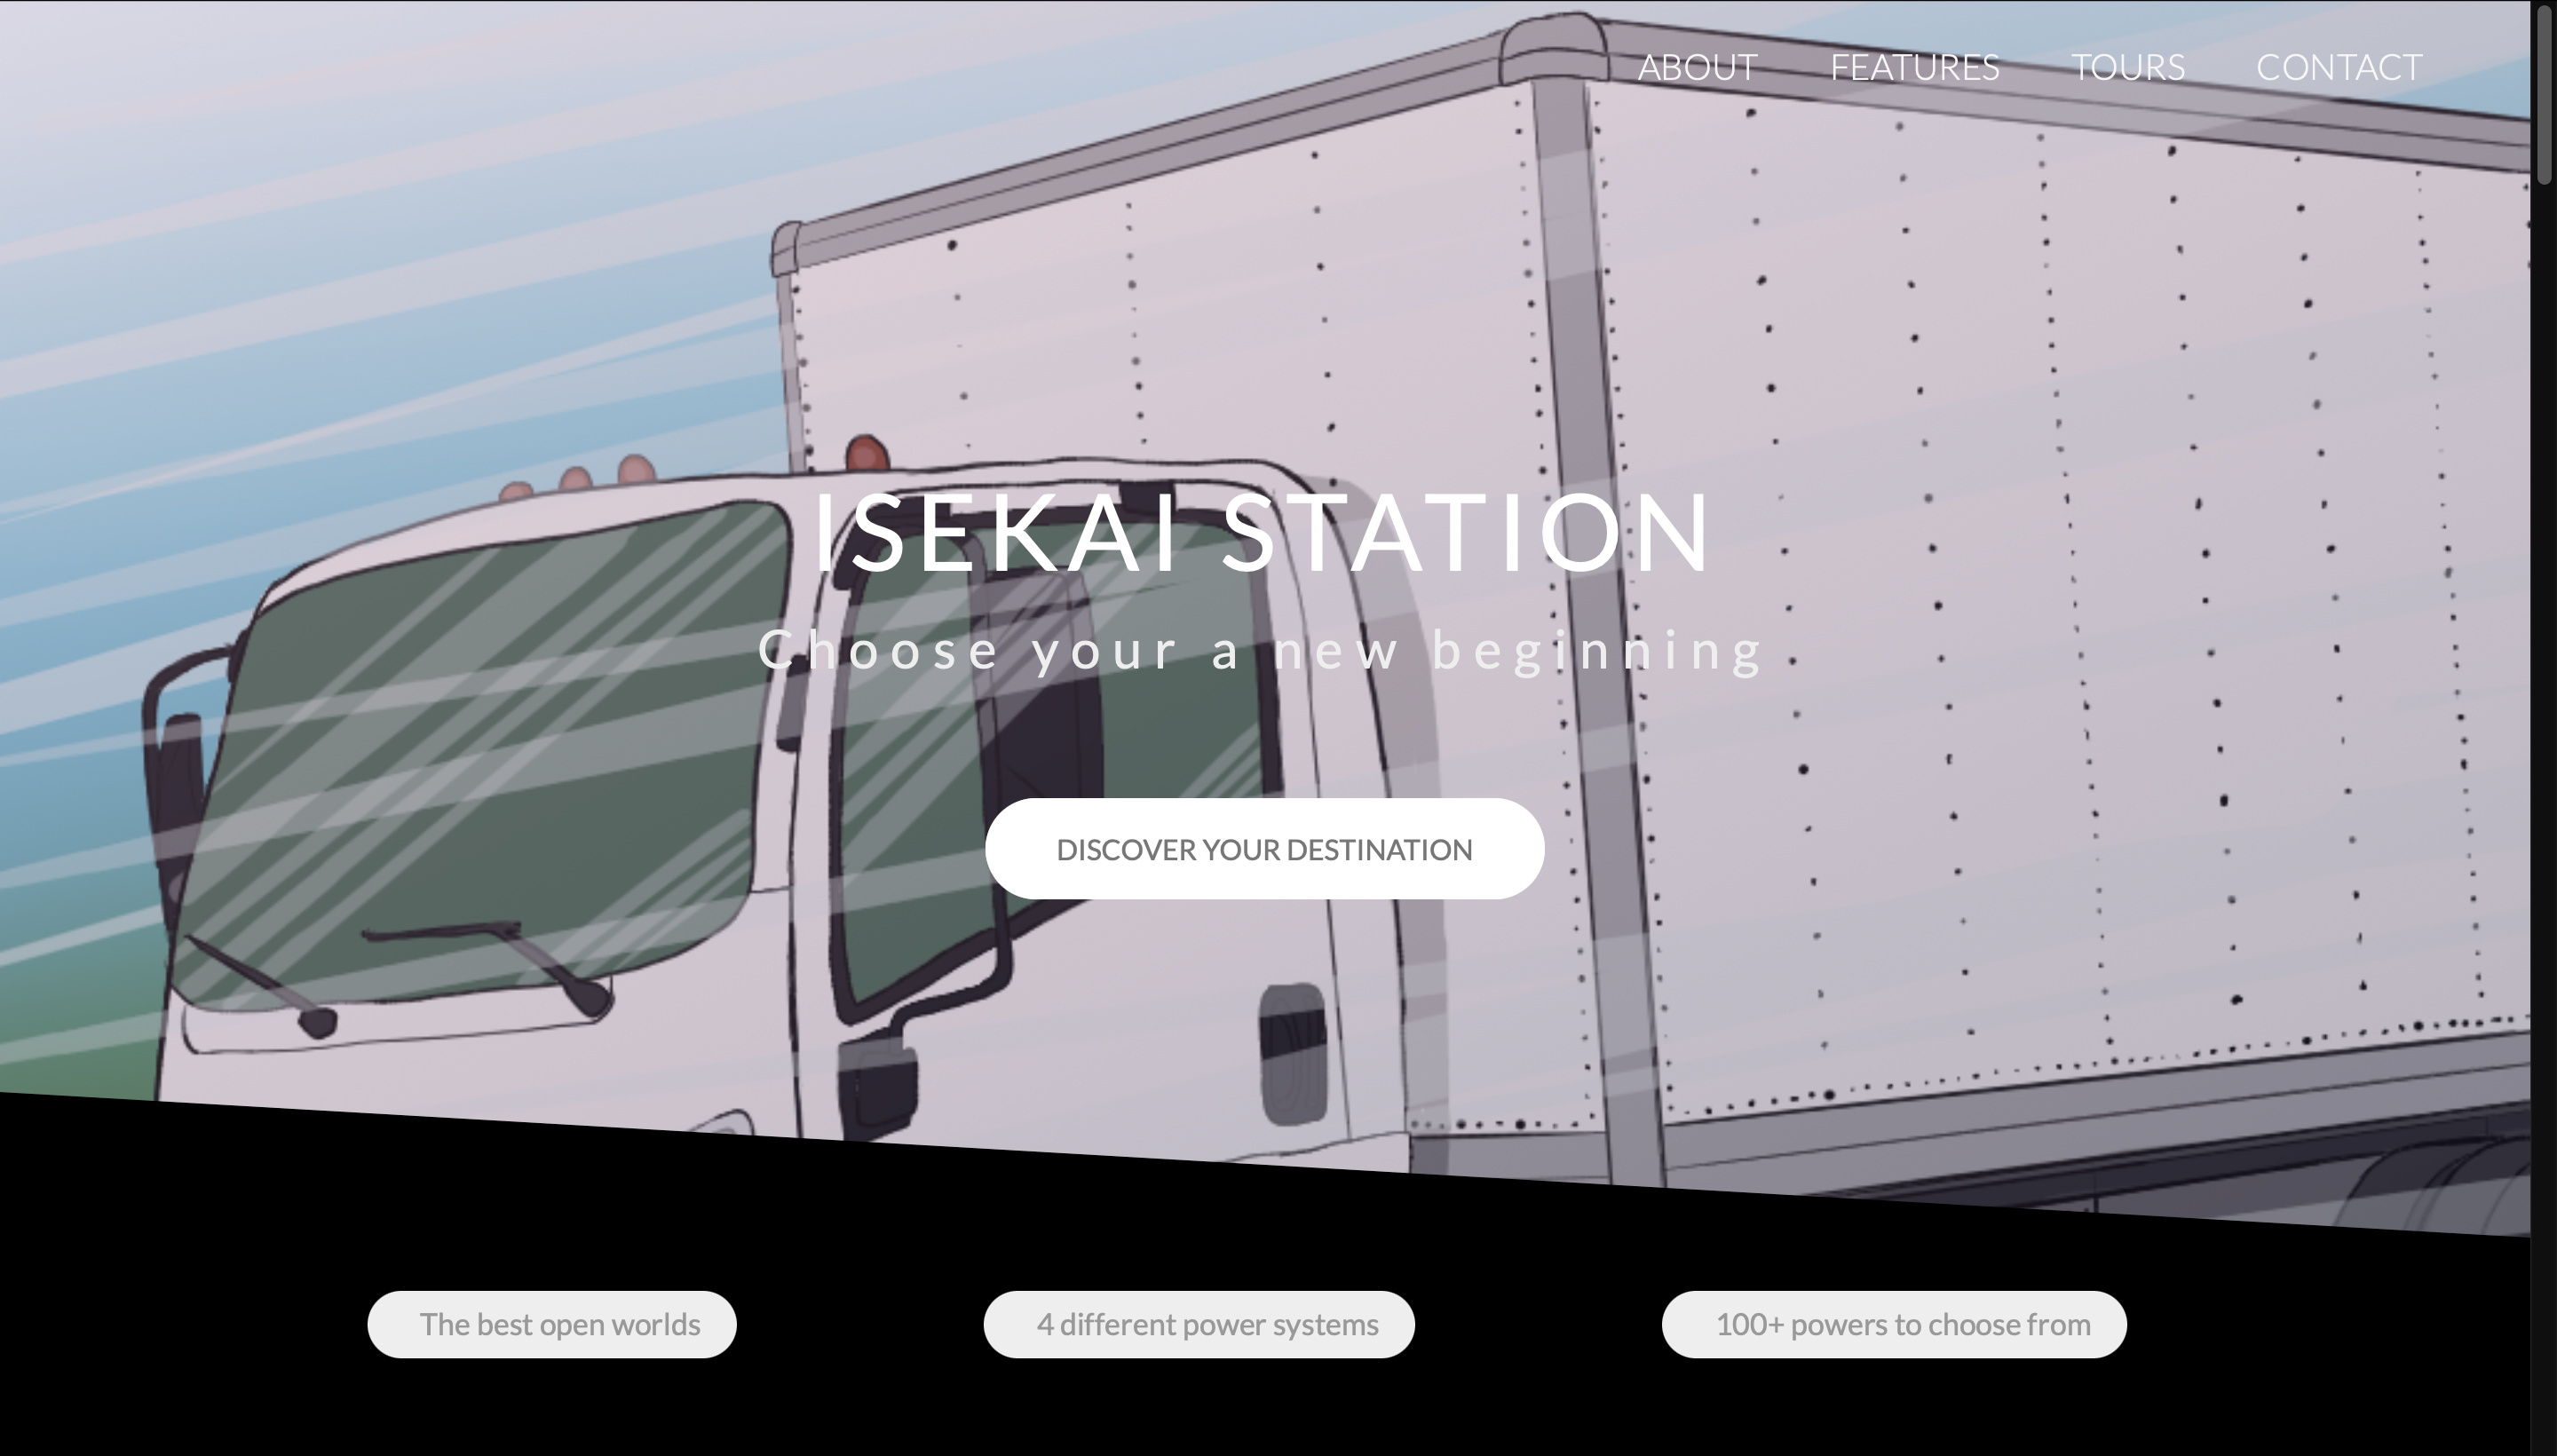 ABOUT FEATURES TOURS CONTACT
ISEKAI STATION
Choose your a new beginning
DISCOVER YOUR DESTINATION
The best open worlds
4 different power systems
100+ powers to choose from